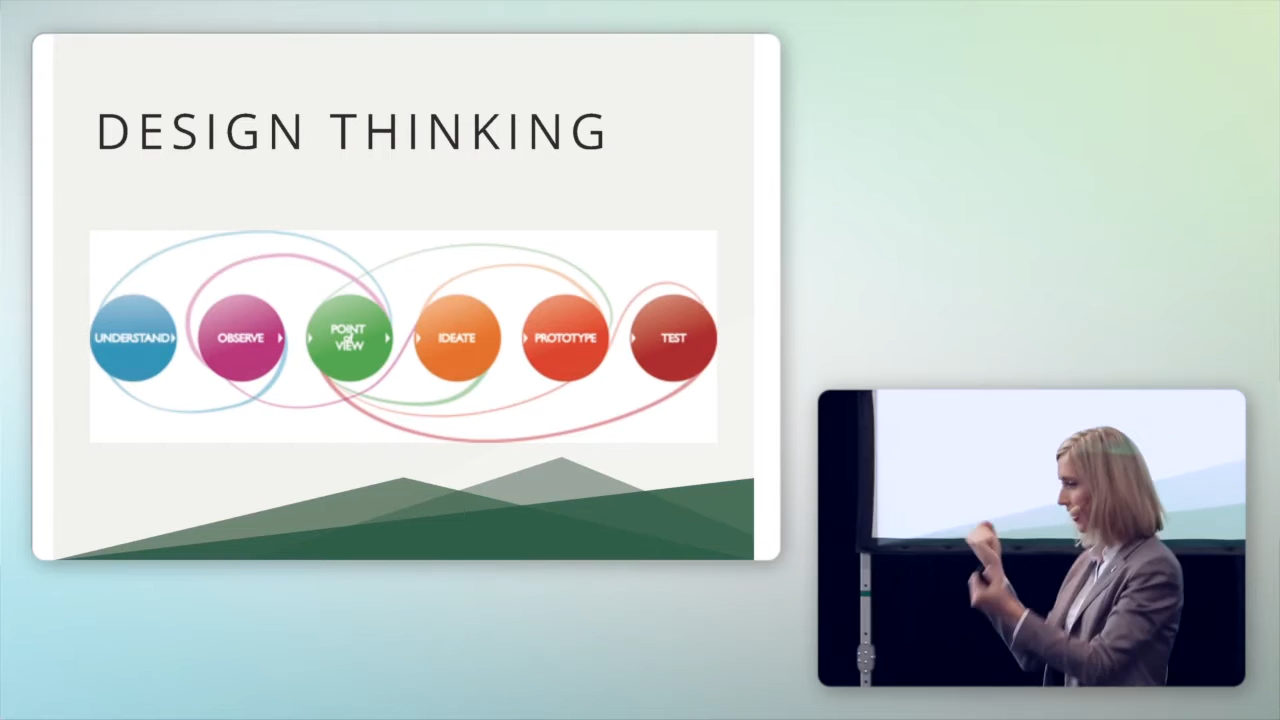 DESIGN THINKING
UNDERSTAND
OBSERVE
POINT
of
VIEW
IDEATE
PROTOTYPE
TEST